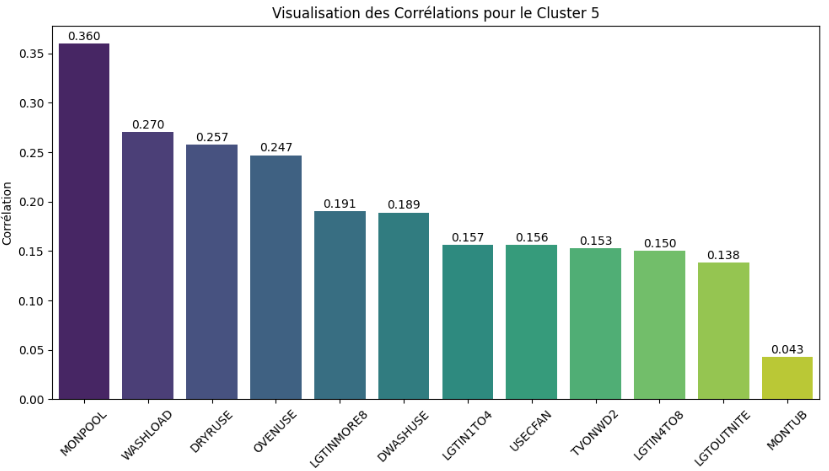 Visualisation des Corrélations pour le Cluster 5
Corrélation
0.35
0.30
0.25
0.20
0.15
0.10
0.05
0.00
0.360
0.270
0.257
0.247
0.191
0.189
0.157
0.156
0.153
0.150
0.138
0.043
MONPOOL
WASHLOAD
DRYRUSE
OVENUSE
LGTINMORE8
DWASHUSE
LGTIN1TO4
USECFAN
TVONWD2
LGTIN4TO8
LGTOUTNITE
MONTUB